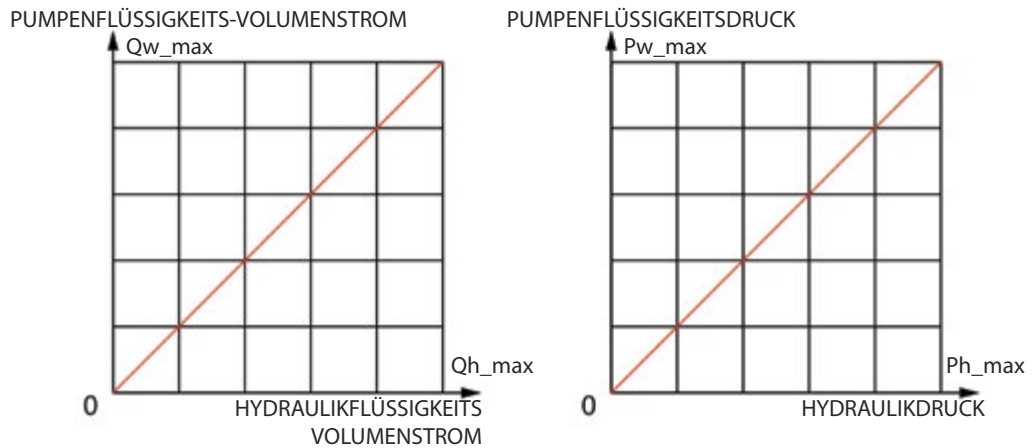 PUMPENFLÜSSIGKEITS-VOLUMENSTROM
Qw_max
Qh_max
0
HYDRAULIKFLÜSSIGKEITS
VOLUMENSTROM
PUMPENFLÜSSIGKEITSDRUCK
Pw_max
Ph_max
0
HYDRAULIKDRUCK